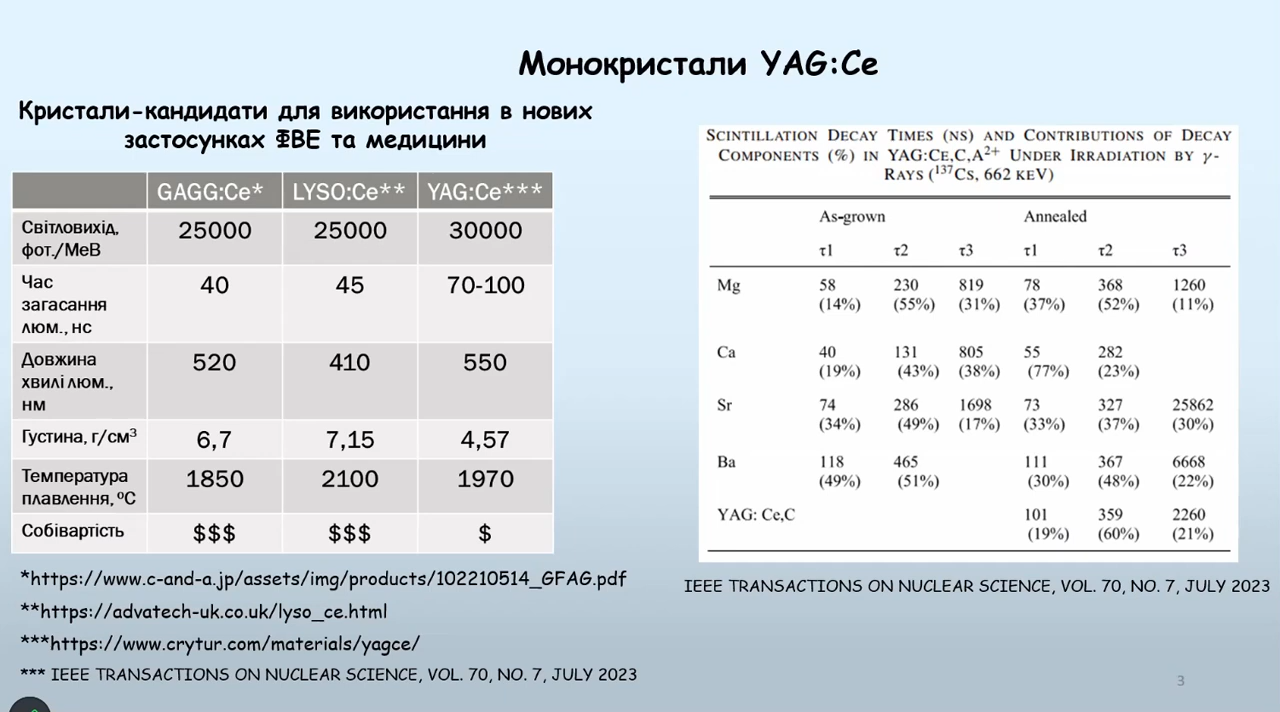 Монокристали YAG:Ce
Кристали-кандидати для використання в нових
застосунках ФВЕ та медицини
GAGG:Ce* LYSO:Ce** YAG:Ce***
Світловихід, фот./МеВ 25000 25000 30000
Час загасання люм., нс 40 45 70-100
Довжина хвилі люм., нм 520 410 550
Густина, г/см³ 6,7 7,15 4,57
Температура плавлення, ⁰С 1850 2100 1970
Собівартість $$$ $$$ $
*https://www.c-and-a.jp/assets/img/products/102210514_GFAG.pdf
**https://advatech-uk.co.uk/lyso_ce.html
***https://www.crytur.com/materials/yagce/
*** IEEE TRANSACTIONS ON NUCLEAR SCIENCE, VOL. 70, NO. 7, JULY 2023
SCINTILLATION DECAY TIMES (NS) AND CONTRIBUTIONS OF DECAY
COMPONENTS (%) IN YAG:CE,C,A²⁺ UNDER IRRADIATION BY γ-
RAYS (¹³⁷CS, 662 KEV)
As-grown Annealed
τ1 τ2 τ3 τ1 τ2 τ3
Mg 58 230 819 78 368 1260
(14%) (55%) (31%) (37%) (52%) (11%)
Ca 40 131 805 55 282
(19%) (43%) (38%) (77%) (23%)
Sr 74 286 1698 73 327 25862
(34%) (49%) (17%) (33%) (37%) (30%)
Ba 118 465 111 367 6668
(49%) (51%) (30%) (48%) (22%)
YAG: Ce,C 101 359 2260
(19%) (60%) (21%)
IEEE TRANSACTIONS ON NUCLEAR SCIENCE, VOL. 70, NO. 7, JULY 2023
3